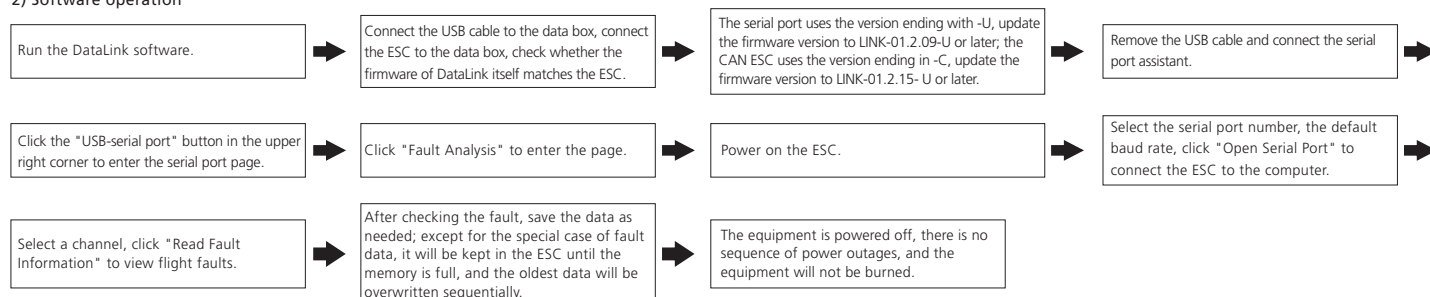 2) Software operation
Run the DataLink software.
Connect the USB cable to the data box, connect
the ESC to the data box, check whether the
firmware of DataLink itself matches the ESC.
The serial port uses the version ending with -U, update
the firmware version to LINK-01.2.09-U or later; the
CAN ESC uses the version ending in -C, update the
firmware version to LINK-01.2.15- U or later.
Remove the USB cable and connect the serial
port assistant.
Click the "USB-serial port" button in the upper
right corner to enter the serial port page.
Click "Fault Analysis" to enter the page.
Power on the ESC.
Select the serial port number, the default
baud rate, click "Open Serial Port" to
connect the ESC to the computer.
Select a channel, click "Read Fault
Information" to view flight faults.
After checking the fault, save the data as
needed; except for the special case of fault
data, it will be kept in the ESC until the
memory is full, and the oldest data will be
overwritten sequentially.
The equipment is powered off, there is no
sequence of power outages, and the
equipment will not be burned.